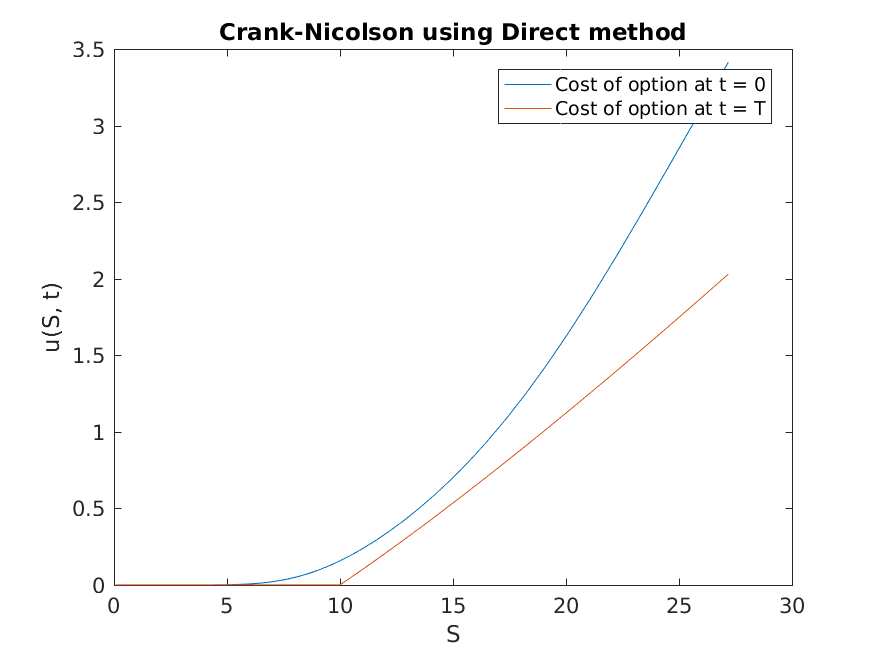 Crank-Nicolson using Direct method
Cost of option at t = 0
Cost of option at t = T
u(S, t)
3.5
3
2.5
2
1.5
1
0.5
0
0 5 10 15 20 25 30
S